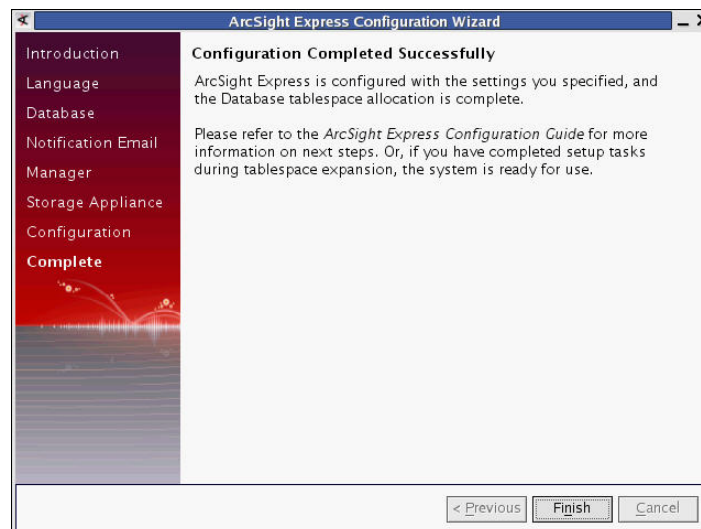 ArcSight Express Configuration Wizard
Introduction
Language
Database
Notification Email
Manager
Storage Appliance
Configuration
Complete
Configuration Completed Successfully
ArcSight Express is configured with the settings you specified, and
the Database tablespace allocation is complete.
Please refer to the ArcSight Express Configuration Guide for more
information on next steps. Or, if you have completed setup tasks
during tablespace expansion, the system is ready for use.
< Previous
Finish
Cancel